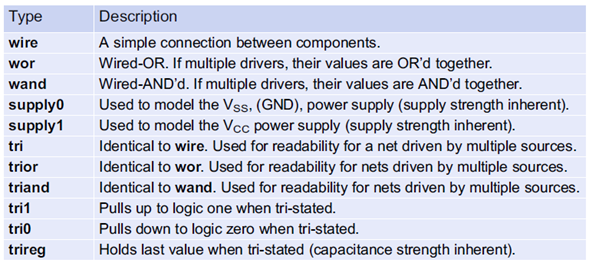 Type Description
wire A simple connection between components.
wor Wired-OR. If multiple drivers, their values are OR'd together.
wand Wired-AND'd. If multiple drivers, their values are AND'd together.
supply0 Used to model the VSS, (GND), power supply (supply strength inherent).
supply1 Used to model the VCC power supply (supply strength inherent).
tri Identical to wire. Used for readability for a net driven by multiple sources.
trior Identical to wor. Used for readability for nets driven by multiple sources.
triand Identical to wand. Used for readability for nets driven by multiple sources.
tri1 Pulls up to logic one when tri-stated.
tri0 Pulls down to logic zero when tri-stated.
trireg Holds last value when tri-stated (capacitance strength inherent).